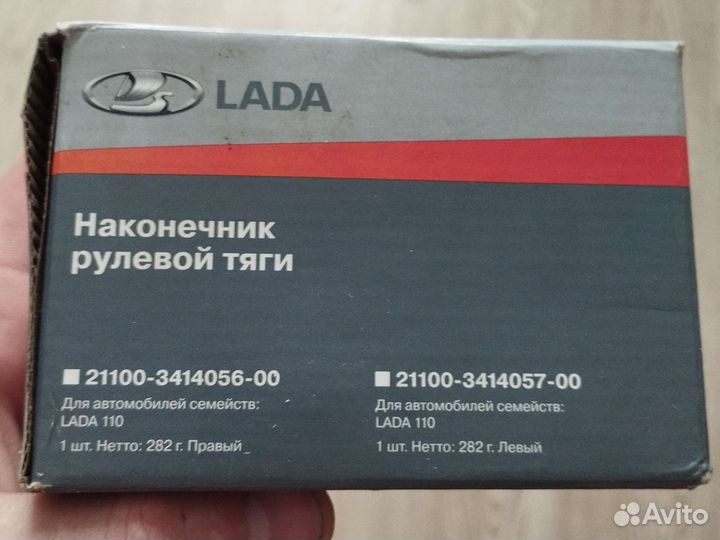 LADA
Наконечник
рулевой тяги
21100-3414056-00
Для автомобилей семейств:
LADA 110
1 шт. Нетто: 282 г. Правый
21100-3414057-00
Для автомобилей семейств:
LADA 110
1 шт. Нетто: 282 г. Левый
Avito